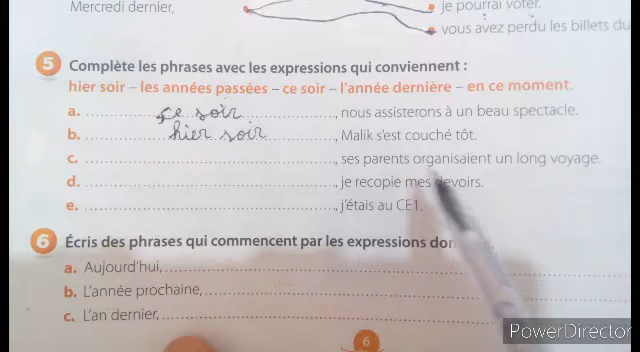 Mercredi dernier,
je pourrai voter.
vous avez perdu les billets du
5 Complète les phrases avec les expressions qui conviennent :
hier soir – les années passées – ce soir – l'année dernière – en ce moment.
a. ce soir, nous assisterons à un beau spectacle.
b. hier soir, Malik s'est couché tôt.
c. , ses parents organisaient un long voyage.
d. , je recopie mes devoirs.
e. , j'étais au CE1.
6 Écris des phrases qui commencent par les expressions don
a. Aujourd'hui,
b. L'année prochaine,
c. L'an dernier,
6
PowerDirector